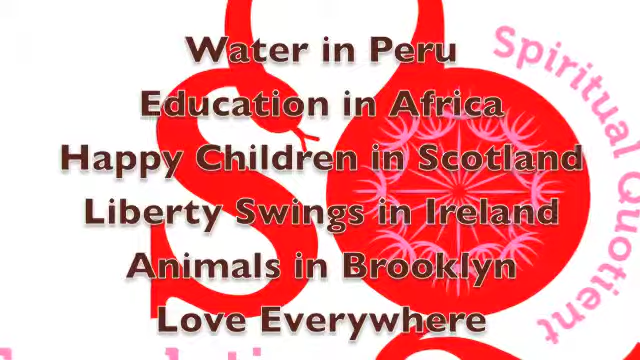 Water in Peru
Education in Africa
Happy Children in Scotland
Liberty Swings in Ireland
Animals in Brooklyn
Love Everywhere
Spiritual Quotient